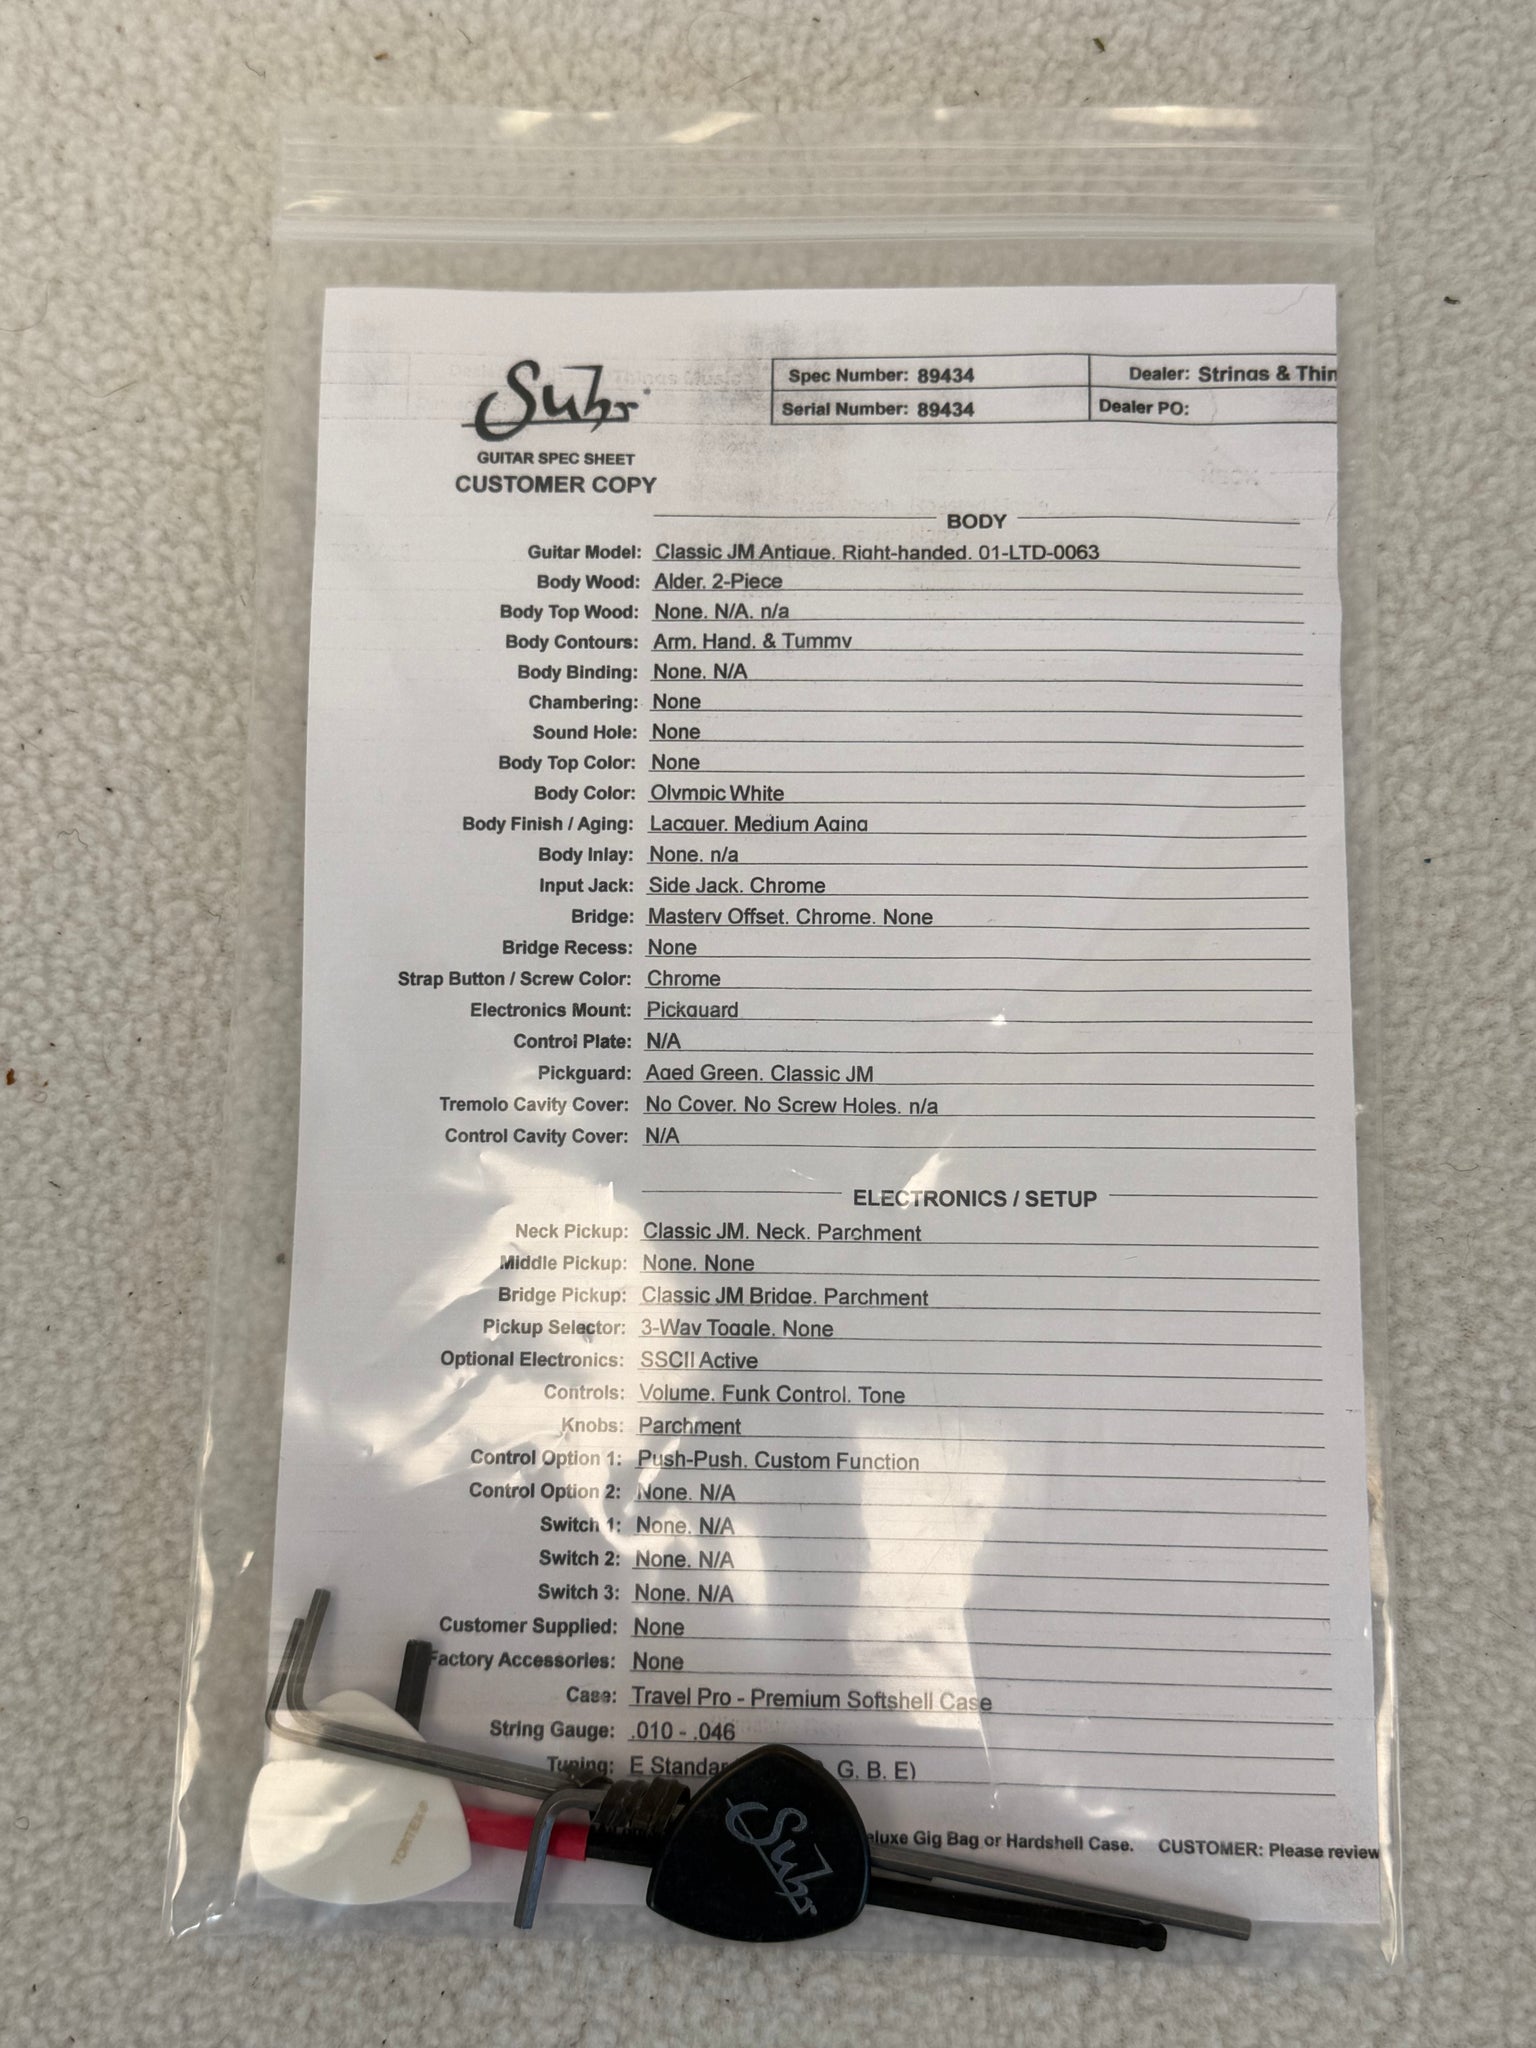 Suhr
GUITAR SPEC SHEET
CUSTOMER COPY
Spec Number: 89434
Dealer: Strings & Thin
Serial Number: 89434
Dealer PO:
BODY
Guitar Model: Classic JM Antique, Right-handed, 01-LTD-0063
Body Wood: Alder, 2-Piece
Body Top Wood: None, N/A, n/a
Body Contours: Arm, Hand, & Tummy
Body Binding: None, N/A
Chambering: None
Sound Hole: None
Body Top Color: None
Body Color: Olympic White
Body Finish / Aging: Lacquer, Medium Aging
Body Inlay: None, n/a
Input Jack: Side Jack, Chrome
Bridge: Mastery Offset, Chrome, None
Bridge Recess: None
Strap Button / Screw Color: Chrome
Electronics Mount: Pickguard
Control Plate: N/A
Pickguard: Aged Green, Classic JM
Tremolo Cavity Cover: No Cover, No Screw Holes, n/a
Control Cavity Cover: N/A
ELECTRONICS / SETUP
Neck Pickup: Classic JM, Neck, Parchment
Middle Pickup: None, None
Bridge Pickup: Classic JM Bridge, Parchment
Pickup Selector: 3-Way Toggle, None
Optional Electronics: SSCII Active
Controls: Volume, Funk Control, Tone
Knobs: Parchment
Control Option 1: Push-Push, Custom Function
Control Option 2: None, N/A
Switch 1: None, N/A
Switch 2: None, N/A
Switch 3: None, N/A
Customer Supplied: None
Factory Accessories: None
Case: Travel Pro - Premium Softshell Case
String Gauge: .010 - .046
Tuning: E Standar G, B, E)
eluxe Gig Bag or Hardshell Case. CUSTOMER: Please review
TORTEX
Suhr